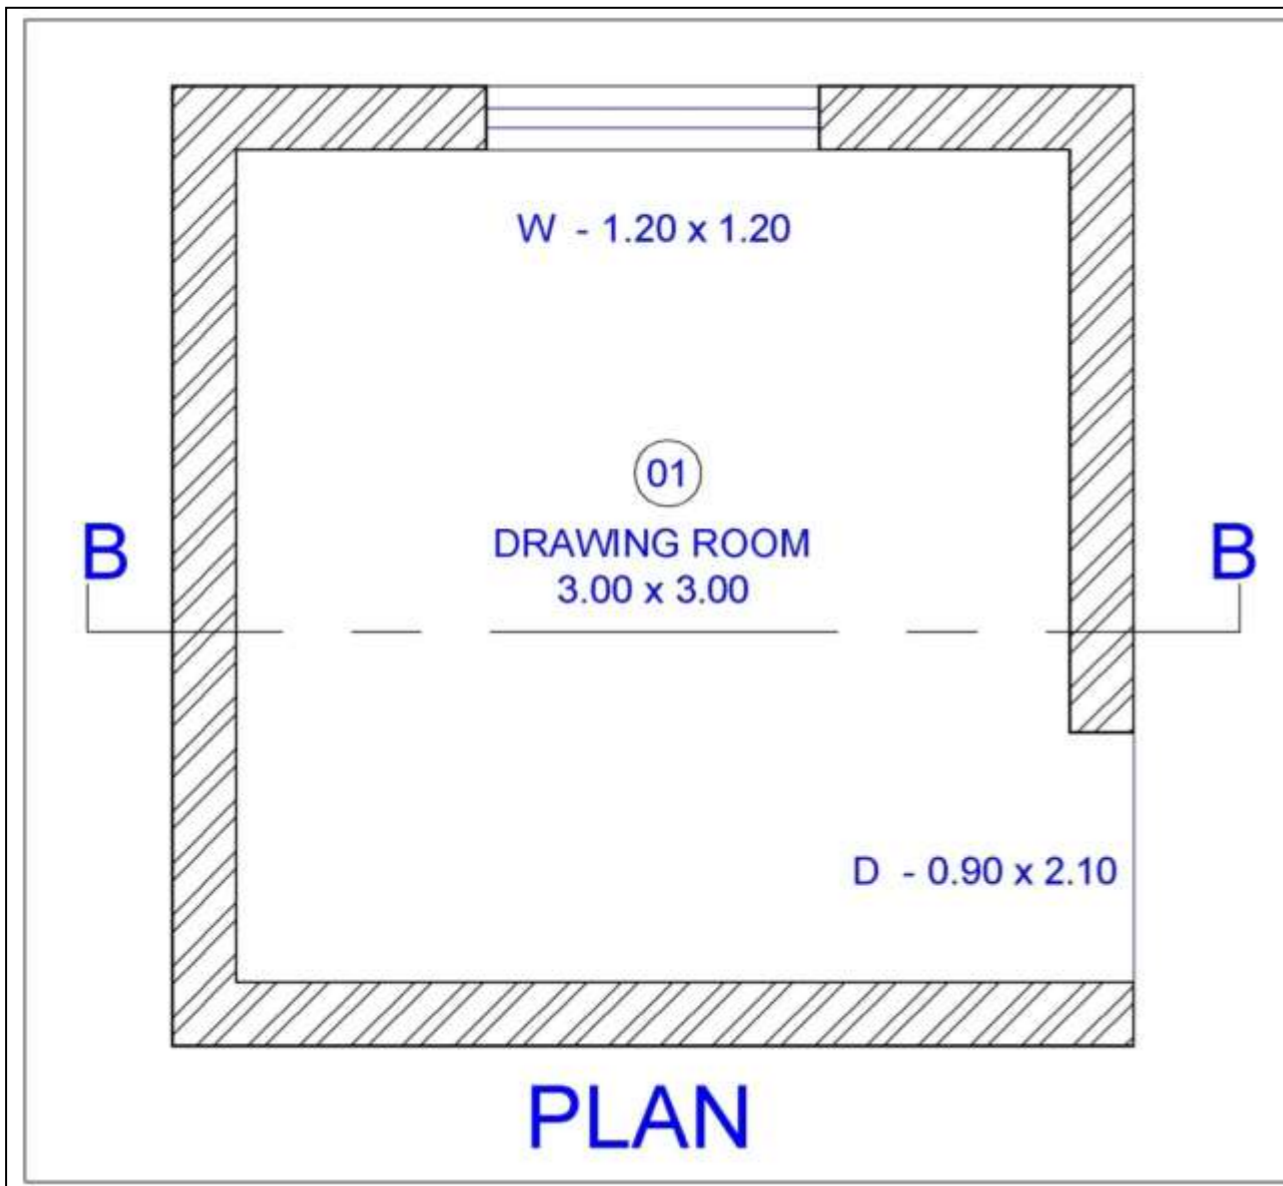 W - 1.20 x 1.20
01
DRAWING ROOM
3.00 x 3.00
B
B
D - 0.90 x 2.10
PLAN